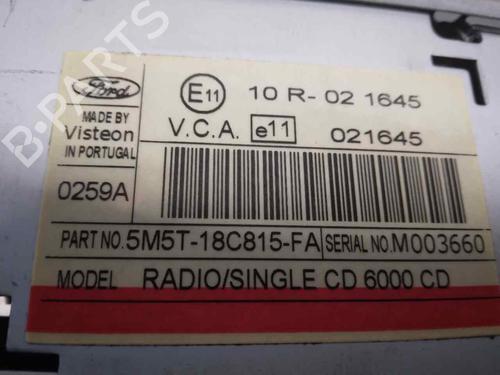 Ford
E11
10 R- 02 1645
MADE BY
Visteon
IN PORTUGAL
V.C.A.
e11
021645
0259A
PART NO. 5M5T-18C815-FA
SERIAL NO. M003660
MODEL RADIO/SINGLE CD 6000 CD
B-PARTS